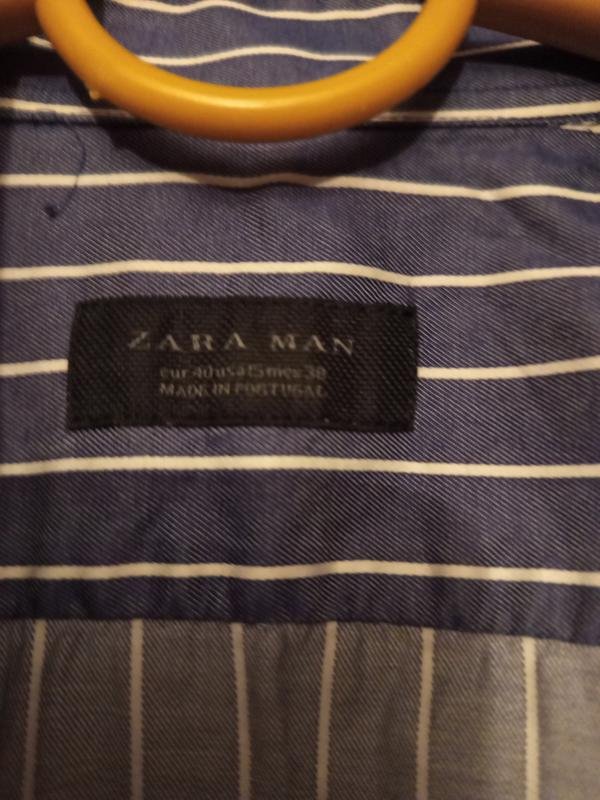 ZARA MAN
eur 40 usa 15 mex 38
MADE IN PORTUGAL